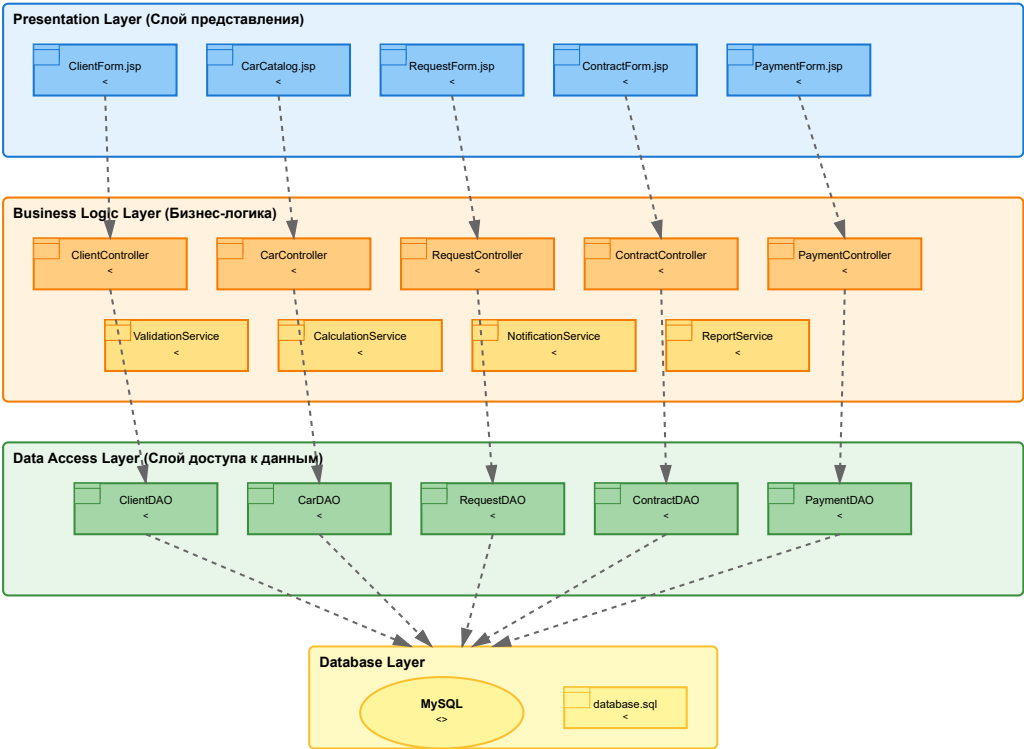 Presentation Layer (Слой представления)
ClientForm.jsp
<
CarCatalog.jsp
<
RequestForm.jsp
<
ContractForm.jsp
<
PaymentForm.jsp
<
Business Logic Layer (Бизнес-логика)
ClientController
<
CarController
<
RequestController
<
ContractController
<
PaymentController
<
ValidationService
<
CalculationService
<
NotificationService
<
ReportService
<
Data Access Layer (Слой доступа к данным)
ClientDAO
<
CarDAO
<
RequestDAO
<
ContractDAO
<
PaymentDAO
<
Database Layer
MySQL
<>
database.sql
<